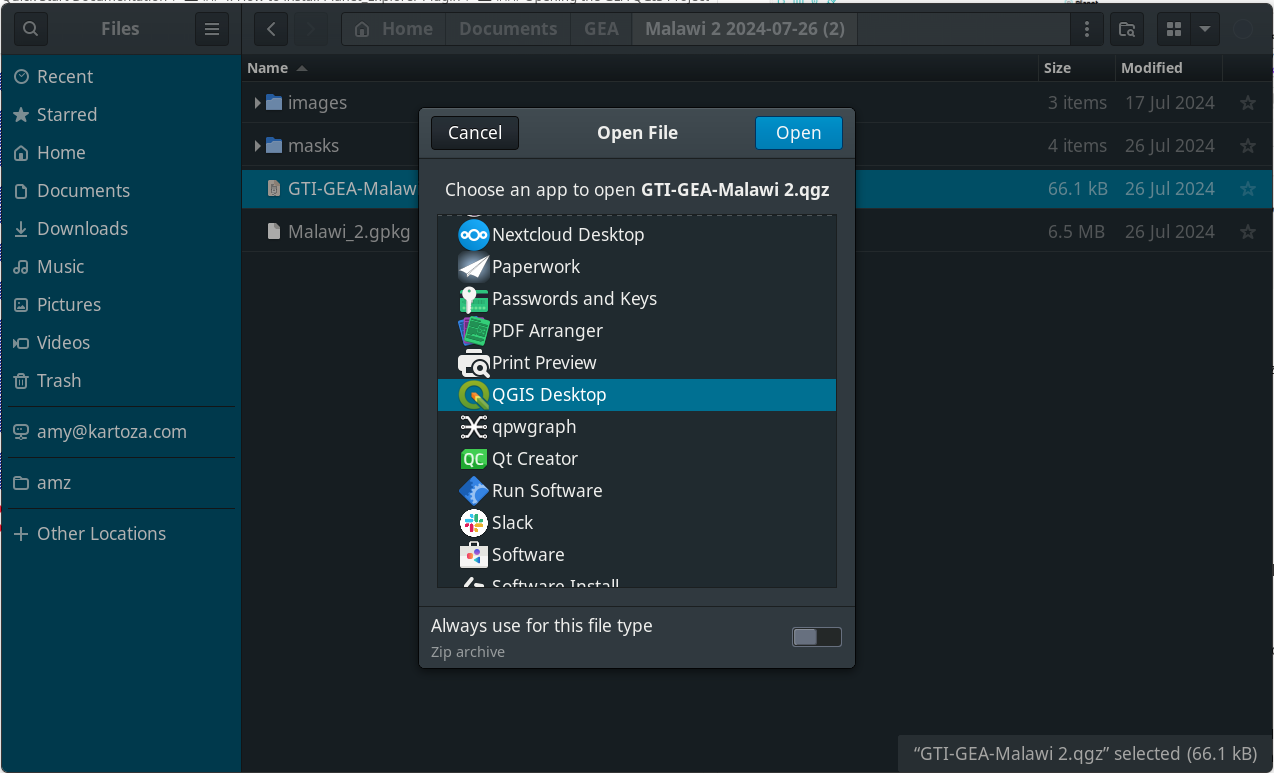 Files
Home
Documents
GEA
Malawi 2 2024-07-26 (2)
Recent
Starred
Home
Documents
Downloads
Music
Pictures
Videos
Trash
amy@kartoza.com
amz
Other Locations
Name
Size
Modified
images
3 items
17 Jul 2024
masks
4 items
26 Jul 2024
GTI-GEA-Malaw
66.1 kB
26 Jul 2024
Malawi_2.gpkg
6.5 MB
26 Jul 2024
Cancel
Open File
Open
Choose an app to open GTI-GEA-Malawi 2.qgz
Nextcloud Desktop
Paperwork
Passwords and Keys
PDF Arranger
Print Preview
QGIS Desktop
qpwgraph
QC
Qt Creator
Run Software
Slack
Software
Software Install
Always use for this file type
Zip archive
“GTI-GEA-Malawi 2.qgz” selected (66.1 kB)